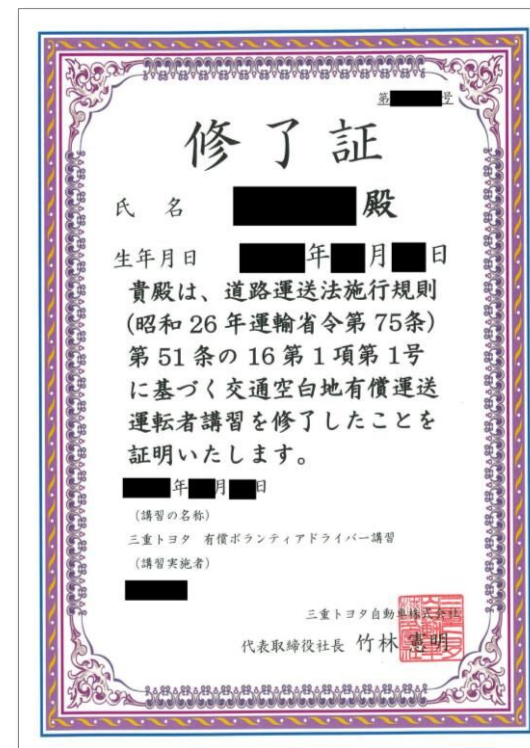 第 号
修了証
氏 名 殿
生年月日 年 月 日
貴殿は、道路運送法施行規則
(昭和26年運輸省令第75条)
第51条の16第1項第1号
に基づく交通空白地有償運送
運転者講習を修了したことを
証明いたします。
年 月 日
(講習の名称)
三重トヨタ 有償ボランティアドライバー講習
(講習実施者)
三重トヨタ自動車株式会社
代表取締役社長 竹林 憲明